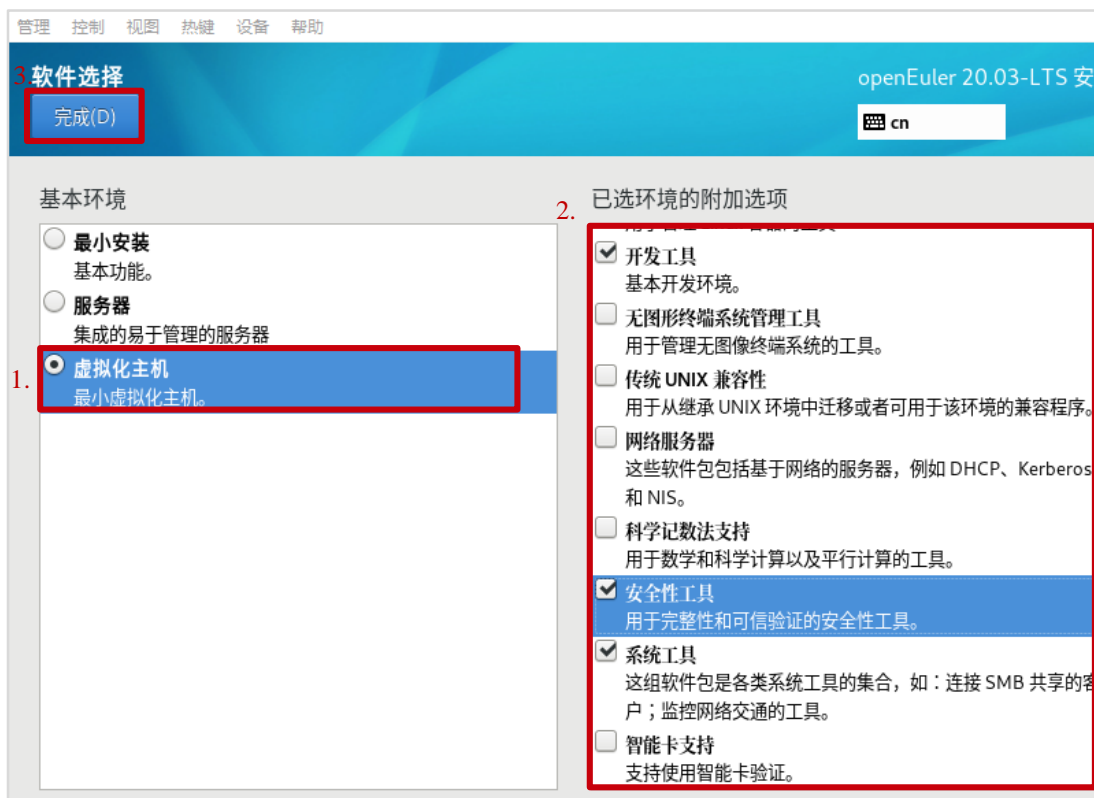 管理 控制 视图 热键 设备 帮助
3 软件选择
openEuler 20.03-LTS 安
完成(D)
cn
基本环境
2. 已选环境的附加选项
最小安装
基本功能。
服务器
集成的易于管理的服务器
1. 虚拟化主机
最小虚拟化主机。
开发工具
基本开发环境。
无图形终端系统管理工具
用于管理无图像终端系统的工具。
传统 UNIX 兼容性
用于从继承 UNIX 环境中迁移或者可用于该环境的兼容程序。
网络服务器
这些软件包包括基于网络的服务器，例如 DHCP、Kerberos
和 NIS。
科学记数法支持
用于数学和科学计算以及平行计算的工具。
安全性工具
用于完整性和可信验证的安全性工具。
系统工具
这组软件包是各类系统工具的集合，如：连接 SMB 共享的客
户；监控网络交通的工具。
智能卡支持
支持使用智能卡验证。